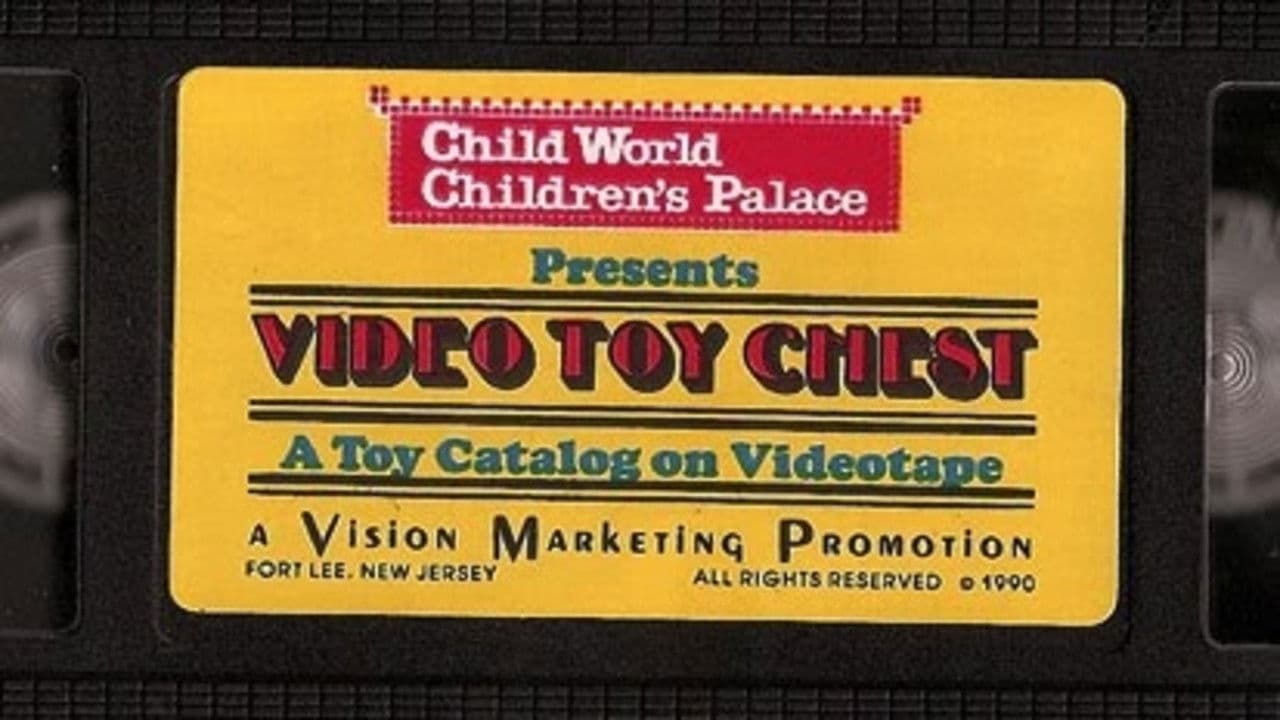 Child World
Children's Palace
Presents
VIDEO TOY CHEST
A Toy Catalog on Videotape
A VISION MARKETING PROMOTION
FORT LEE, NEW JERSEY ALL RIGHTS RESERVED © 1990